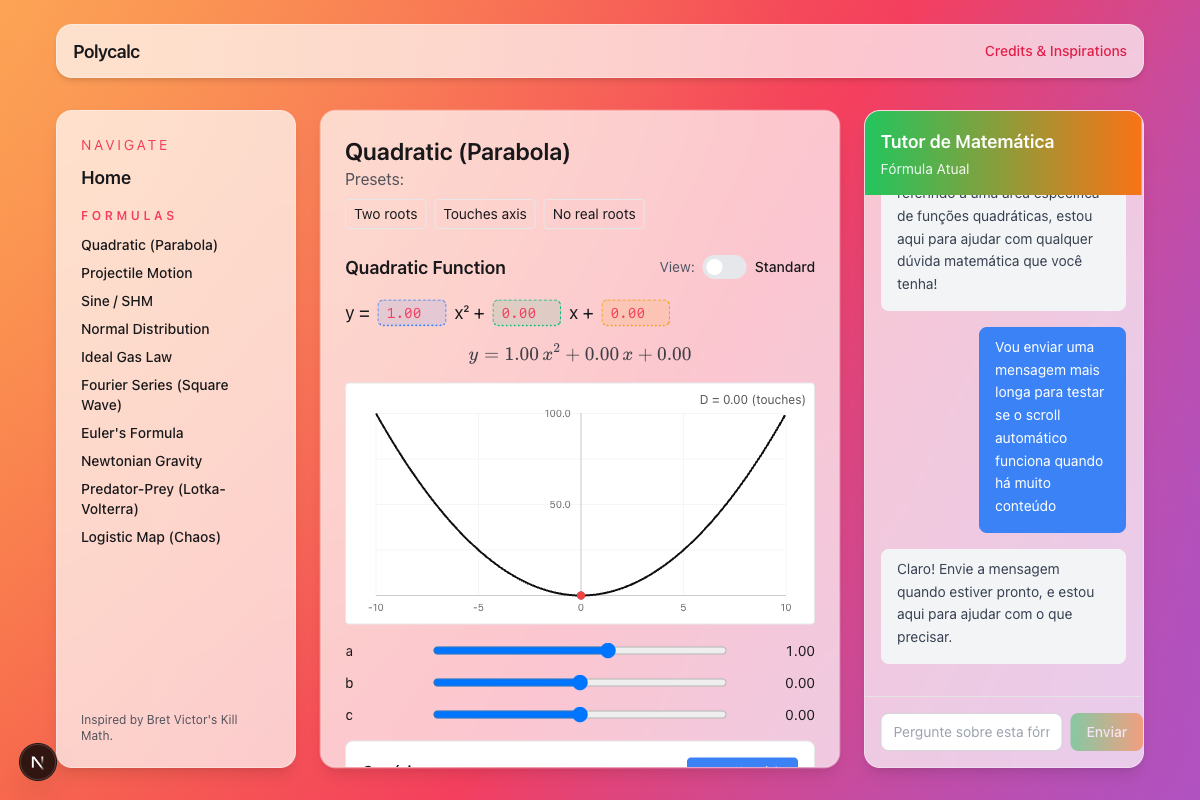 Polycalc
Credits & Inspirations
NAVIGATE
Home
FORMULAS
Quadratic (Parabola)
Projectile Motion
Sine / SHM
Normal Distribution
Ideal Gas Law
Fourier Series (Square
Wave)
Euler's Formula
Newtonian Gravity
Predator-Prey (Lotka-
Volterra)
Logistic Map (Chaos)
Inspired by Bret Victor's Kill
Math.
N
Quadratic (Parabola)
Presets:
Two roots
Touches axis
No real roots
Quadratic Function
View:
Standard
y = 1.00 x² + 0.00 x + 0.00
y = 1.00 x² + 0.00 x + 0.00
D = 0.00 (touches)
100.0
50.0
-10 -5 0 5 10
a 1.00
b 0.00
c 0.00
Tutor de Matemática
Fórmula Atual
referindo a uma área específica
de funções quadráticas, estou
aqui para ajudar com qualquer
dúvida matemática que você
tenha!
Vou enviar uma
mensagem mais
longa para testar
se o scroll
automático
funciona quando
há muito
conteúdo
Claro! Envie a mensagem
quando estiver pronto, e estou
aqui para ajudar com o que
precisar.
Pergunte sobre esta fórr
Enviar